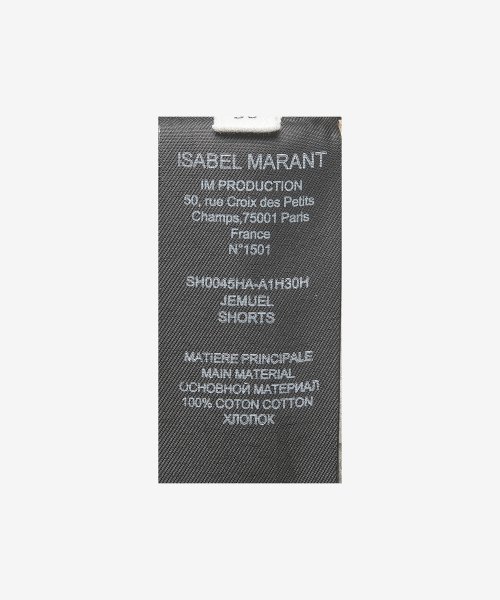 ISABEL MARANT
IM PRODUCTION
50, rue Croix des Petits
Champs,75001 Paris
France
N°1501
SH0045HA-A1H30H
JEMUEL
SHORTS
MATIERE PRINCIPALE
MAIN MATERIAL
ОСНОВНОЙ МАТЕРИАЛ
100% COTON COTTON
ХЛОПОК